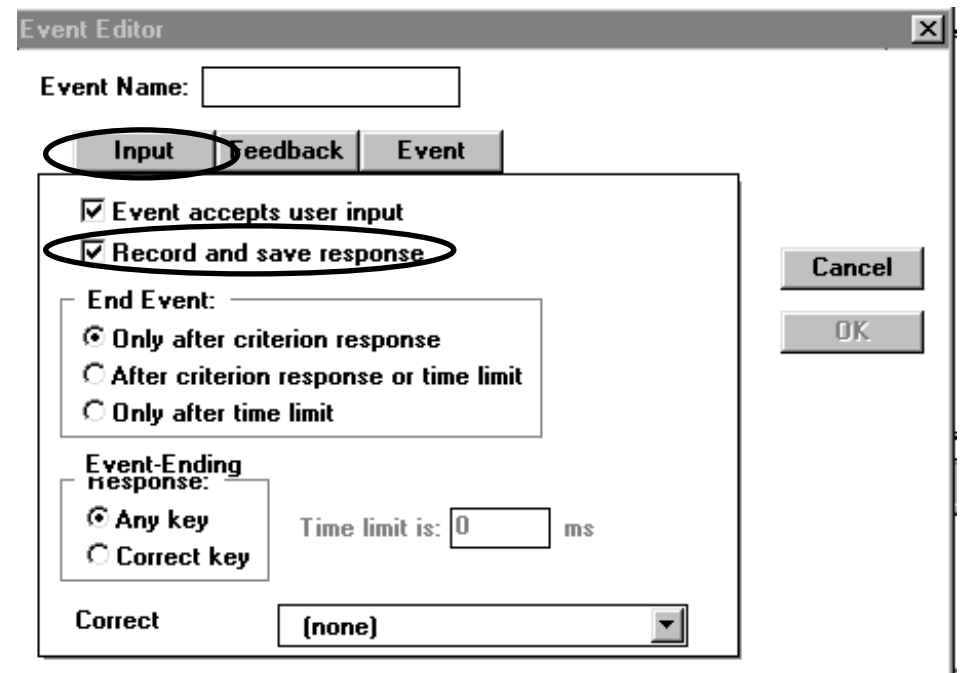 Event Editor
Event Name:
Input Feedback Event
Event accepts user input
Record and save response
Cancel
End Event:
OK
Only after criterion response
After criterion response or time limit
Only after time limit
Event-Ending
Response:
Any key
Time limit is: 0 ms
Correct key
Correct (none)